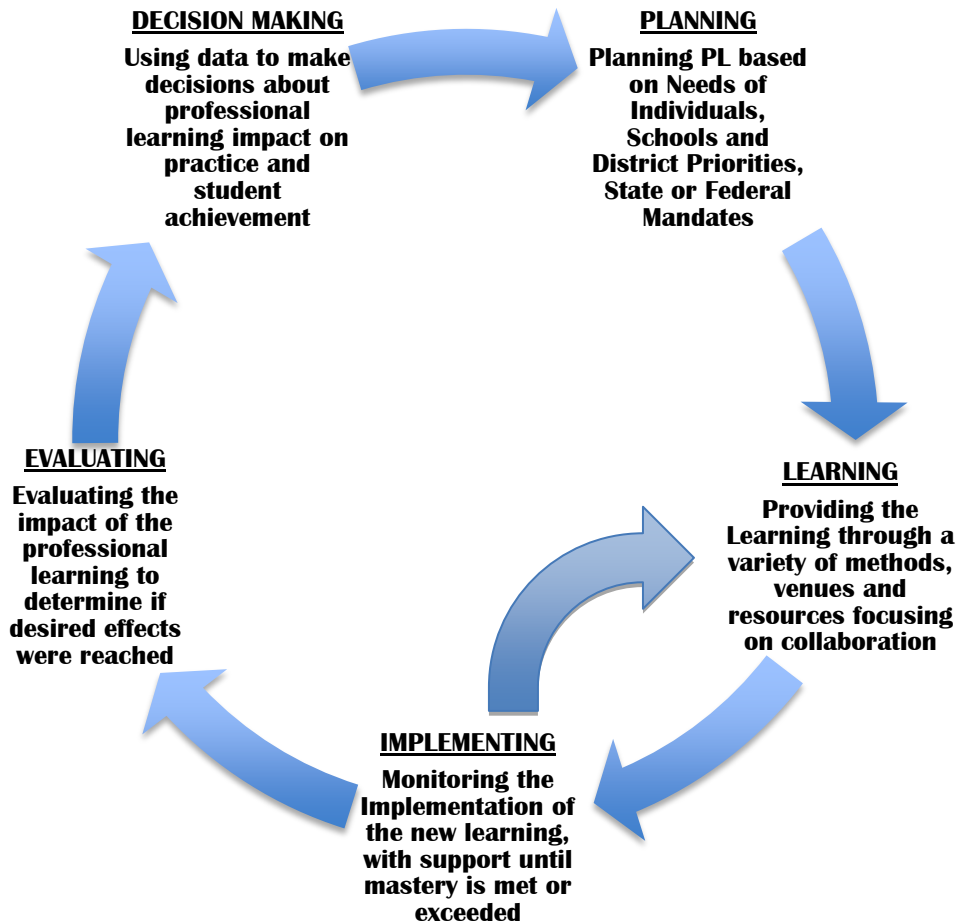 DECISION MAKING
Using data to make
decisions about
professional
learning impact on
practice and
student
achievement
PLANNING
Planning PL based
on Needs of
Individuals,
Schools and
District Priorities,
State or Federal
Mandates
LEARNING
Providing the
Learning through a
variety of methods,
venues and
resources focusing
on collaboration
IMPLEMENTING
Monitoring the
Implementation of
the new learning,
with support until
mastery is met or
exceeded
EVALUATING
Evaluating the
impact of the
professional
learning to
determine if
desired effects
were reached